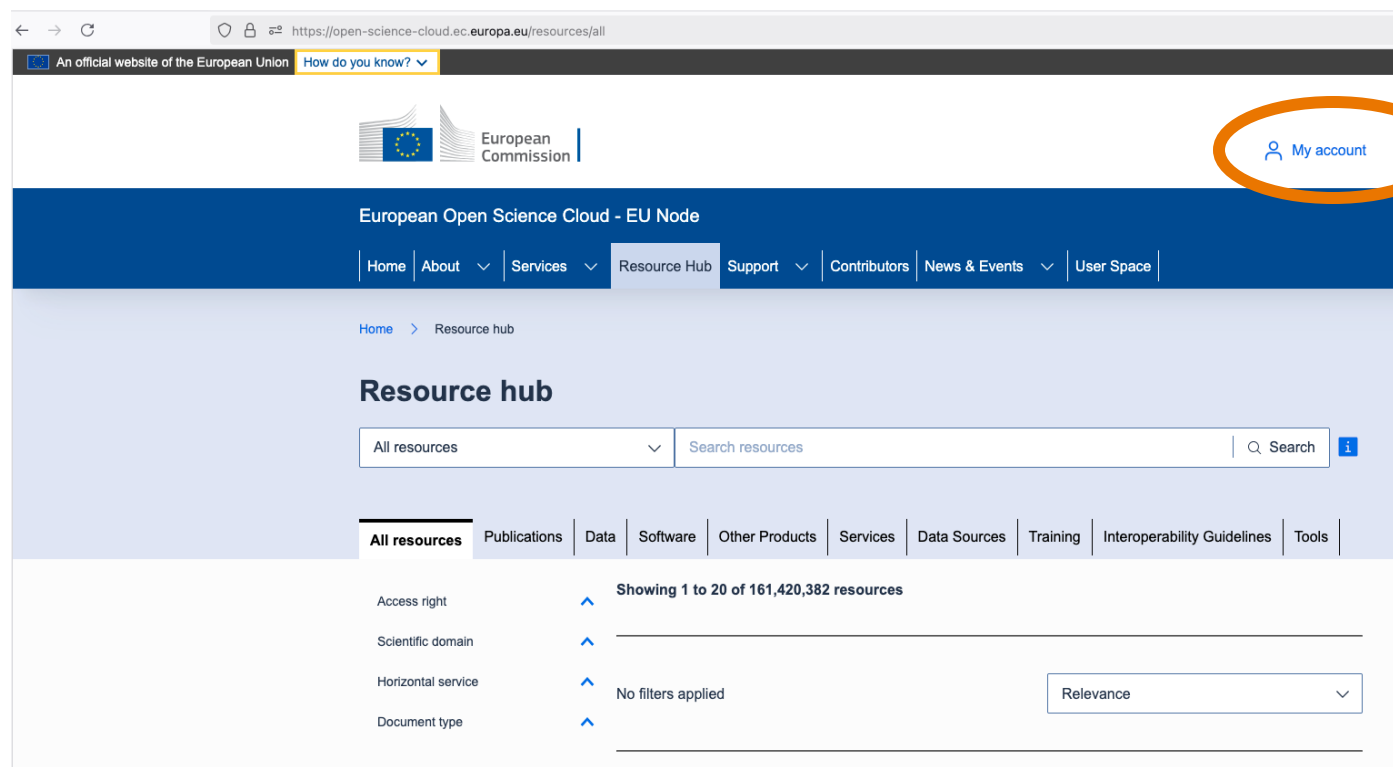 https://open-science-cloud.ec.europa.eu/resources/all
An official website of the European Union How do you know?
European
Commission
My account
European Open Science Cloud - EU Node
Home About Services Resource Hub Support Contributors News & Events User Space
Home Resource hub
Resource hub
All resources Search resources Search i
All resources Publications Data Software Other Products Services Data Sources Training Interoperability Guidelines Tools
Showing 1 to 20 of 161,420,382 resources
Access right
Scientific domain
Horizontal service
No filters applied Relevance
Document type